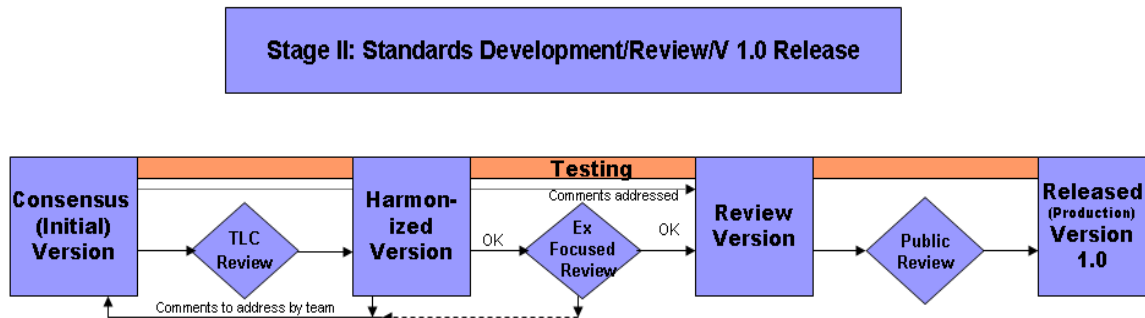 Stage II: Standards Development/Review/V 1.0 Release
Testing
Consensus
(Initial)
Version
TLC
Review
Harmon-
ized
Version
Comments addressed
OK
Ex
Focused
Review
OK
Review
Version
Public
Review
Released
(Production)
Version
1.0
Comments to address by team